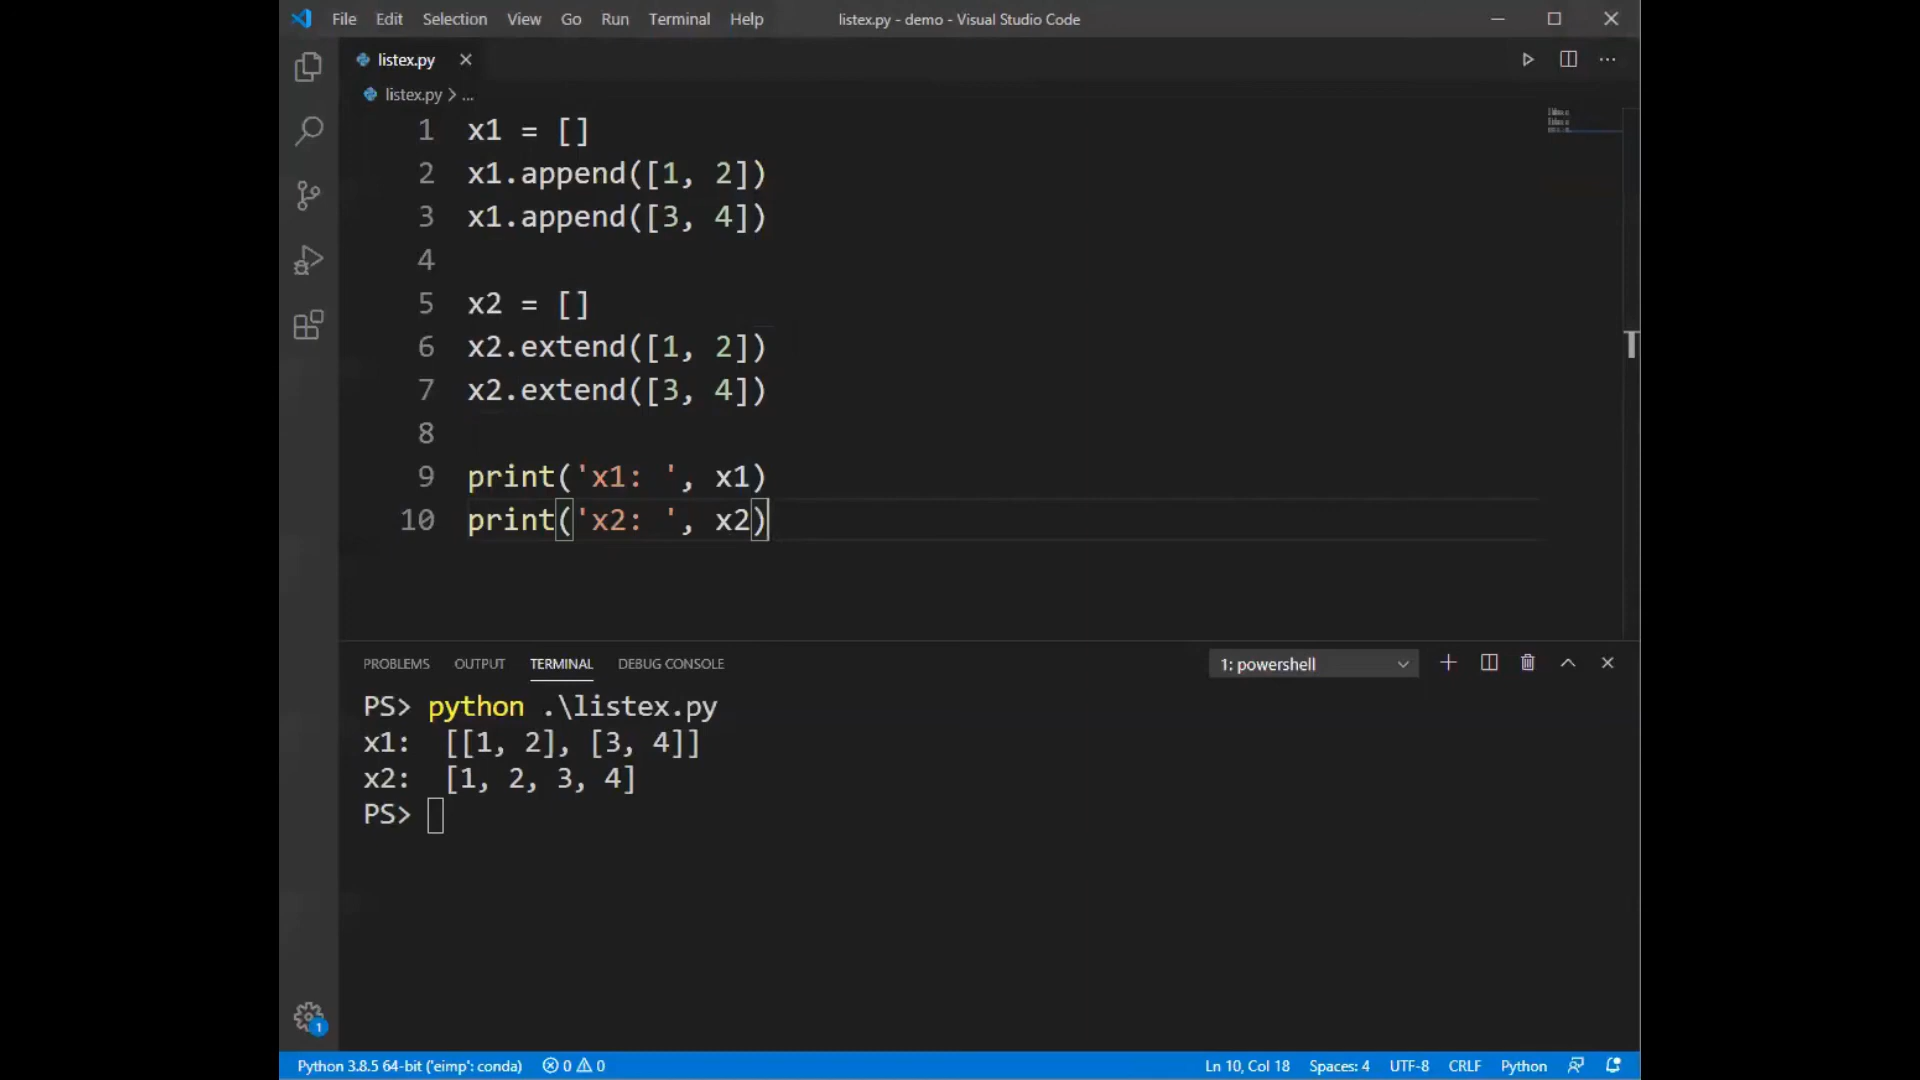 File Edit Selection View Go Run Terminal Help listex.py - demo - Visual Studio Code
listex.py
listex.py > ...
1 x1 = []
2 x1.append([1, 2])
3 x1.append([3, 4])
4
5 x2 = []
6 x2.extend([1, 2])
7 x2.extend([3, 4])
8
9 print('x1: ', x1)
10 print('x2: ', x2)
T
PROBLEMS OUTPUT TERMINAL DEBUG CONSOLE 1: powershell
PS> python .\listex.py
x1:  [[1, 2], [3, 4]]
x2:  [1, 2, 3, 4]
PS>
1
Python 3.8.5 64-bit ('eimp': conda) 0 0 Ln 10, Col 18 Spaces: 4 UTF-8 CRLF Python